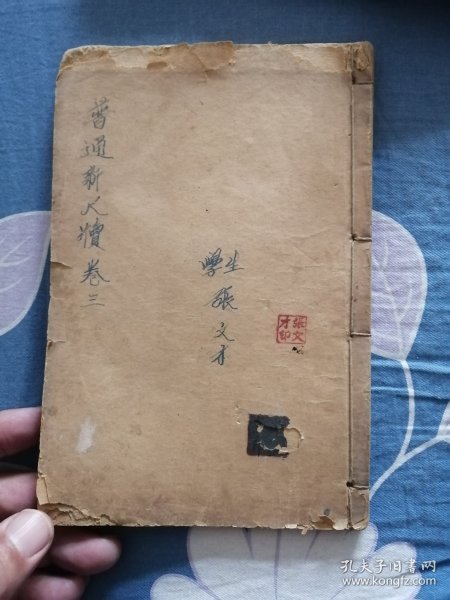 普通新尺牘卷三
學生
張文才
張文
才印
孔夫子旧书网
www.kongfz.com